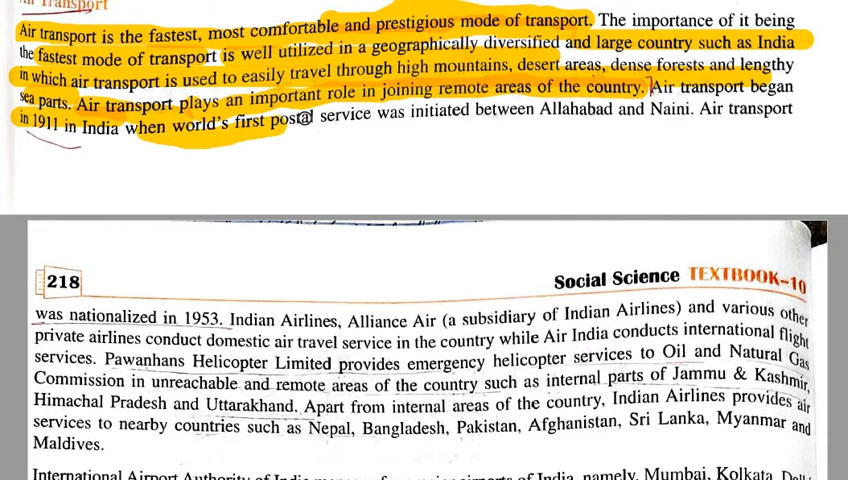 Transport
Air transport is the fastest, most comfortable and prestigious mode of transport. The importance of it being
the fastest mode of transport is well utilized in a geographically diversified and large country such as India
in which air transport is used to easily travel through high mountains, desert areas, dense forests and lengthy
sea parts. Air transport plays an important role in joining remote areas of the country. Air transport began
in 1911 in India when world's first postal service was initiated between Allahabad and Naini. Air transport
218
Social Science TEXTBOOK-10
was nationalized in 1953. Indian Airlines, Alliance Air (a subsidiary of Indian Airlines) and various other
private airlines conduct domestic air travel service in the country while Air India conducts international flight
services. Pawanhans Helicopter Limited provides emergency helicopter services to Oil and Natural Gas
Commission in unreachable and remote areas of the country such as internal parts of Jammu & Kashmir,
Himachal Pradesh and Uttarakhand. Apart from internal areas of the country, Indian Airlines provides air
services to nearby countries such as Nepal, Bangladesh, Pakistan, Afghanistan, Sri Lanka, Myanmar and
Maldives.
International Airport Authority of India major airports of India, namely, Mumbai, Kolkata,